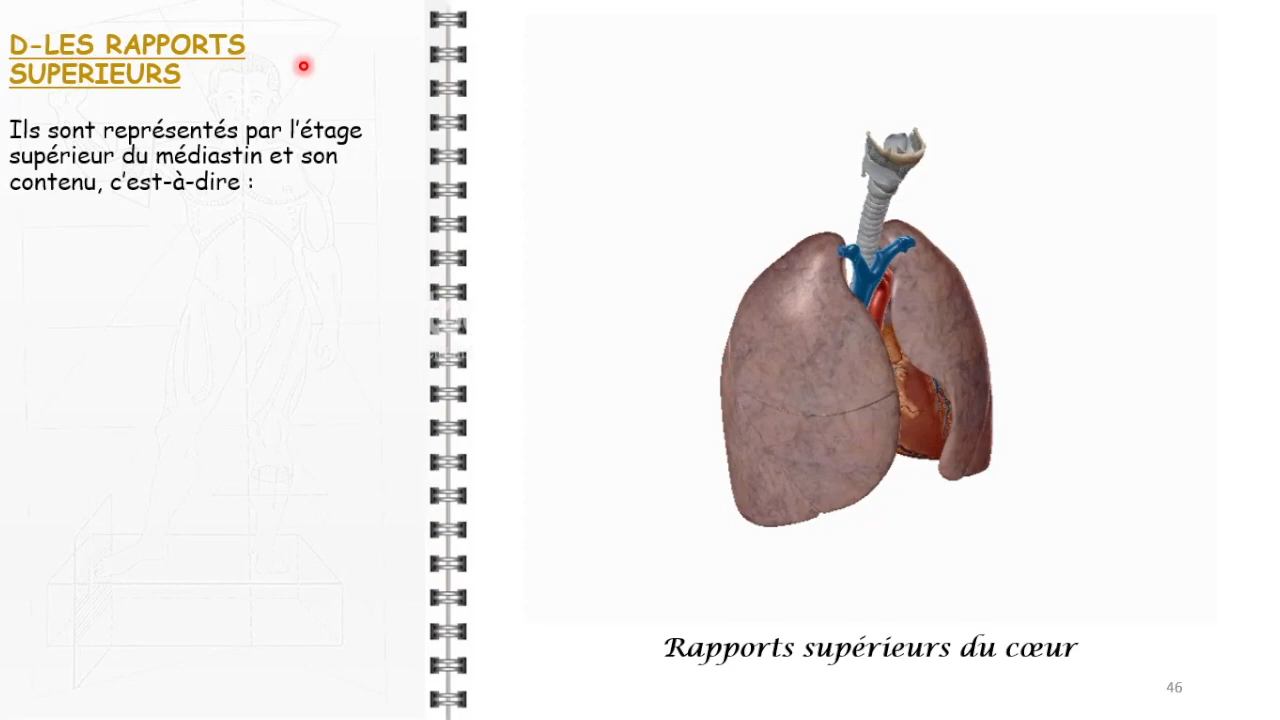 D-LES RAPPORTS
SUPERIEURS
Ils sont représentés par l’étage
supérieur du médiastin et son
contenu, c’est-à-dire :
Rapports supérieurs du cœur
46